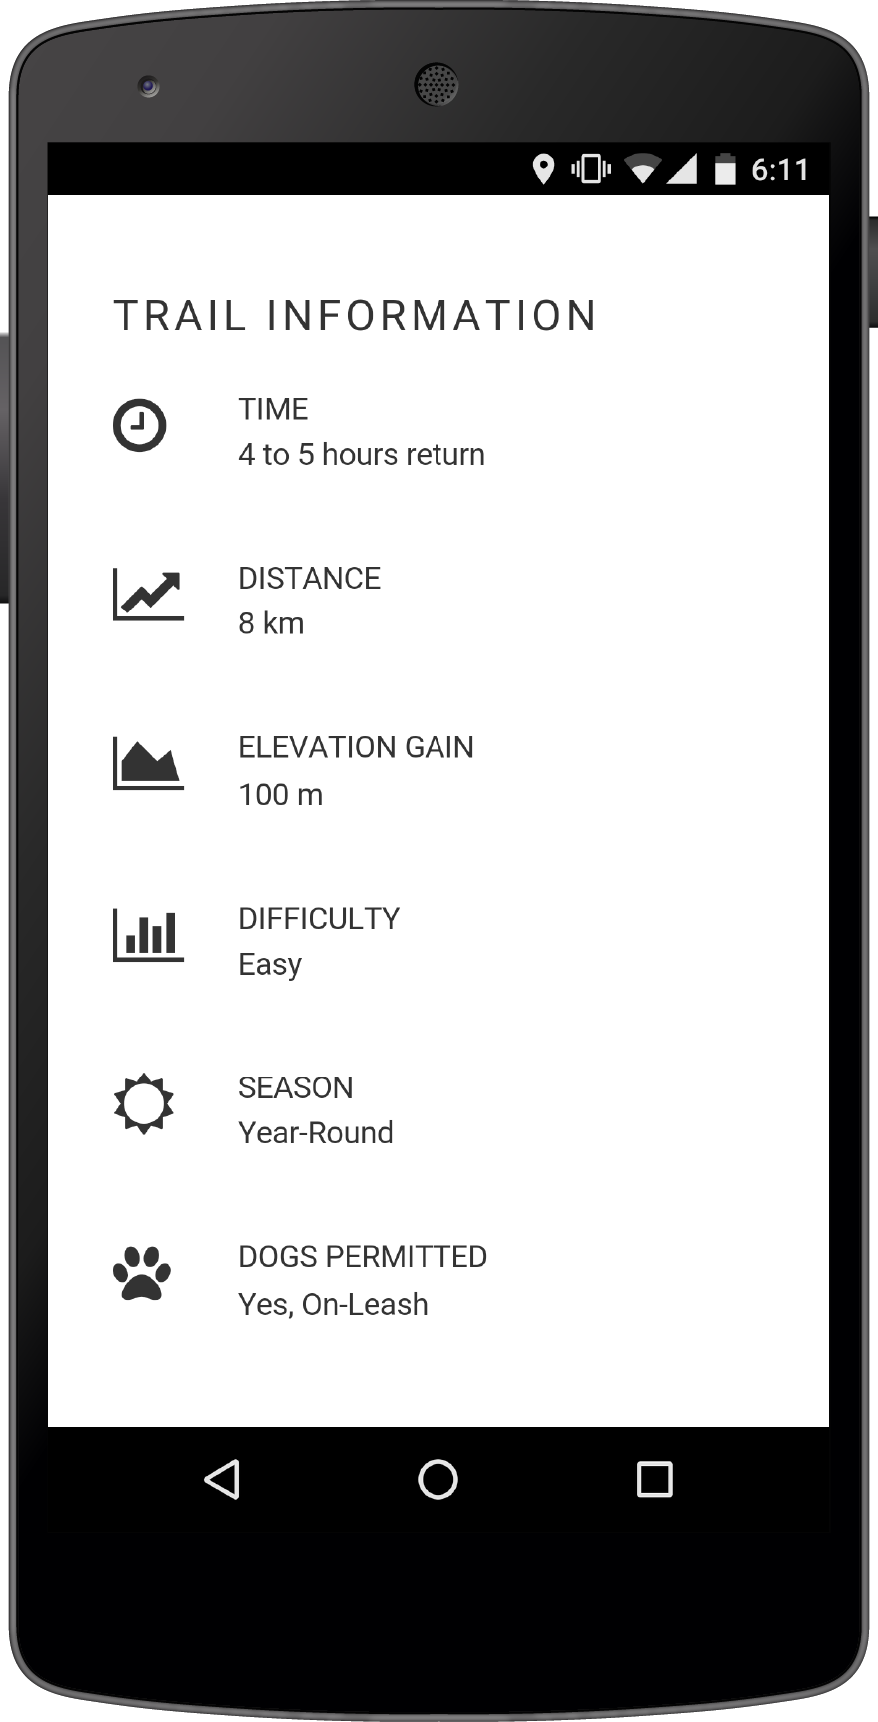 6:11
TRAIL INFORMATION
TIME
4 to 5 hours return
DISTANCE
8 km
ELEVATION GAIN
100 m
DIFFICULTY
Easy
SEASON
Year-Round
DOGS PERMITTED
Yes, On-Leash